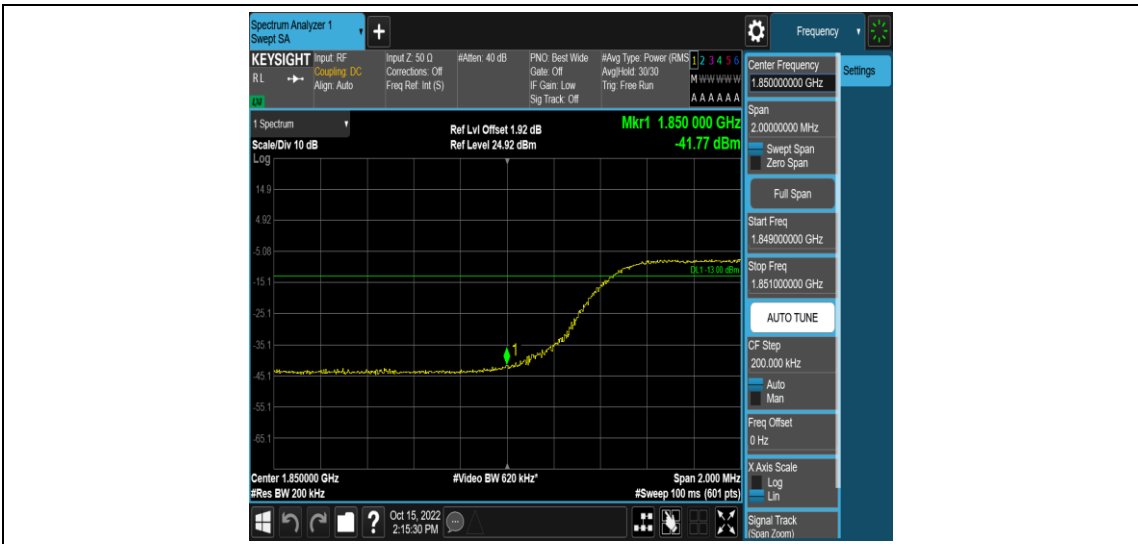 Spectrum Analyzer 1
Swept SA
+
Frequency
KEYSIGHT
RL
LXI
Input: RF
Coupling: DC
Align: Auto
Input Z: 50 Ω
Corrections: Off
Freq Ref: Int (S)
#Atten: 40 dB
PNO: Best Wide
Gate: Off
IF Gain: Low
Sig Track: Off
#Avg Type: Power (RMS
Avg|Hold: 30/30
Trig: Free Run
1 2 3 4 5 6
M W W W W W
A A A A A A
1 Spectrum
Scale/Div 10 dB
Log
Ref Lvl Offset 1.92 dB
Ref Level 24.92 dBm
Mkr1 1.850 000 GHz
-41.77 dBm
14.9
4.92
-5.08
DL1 -13.00 dBm
-15.1
-25.1
-35.1
1
-45.1
-55.1
-65.1
Center 1.850000 GHz
#Res BW 200 kHz
#Video BW 620 kHz*
Span 2.000 MHz
#Sweep 100 ms (601 pts)
?
Oct 15, 2022
2:15:30 PM
Center Frequency
1.850000000 GHz
Settings
Span
2.00000000 MHz
Swept Span
Zero Span
Full Span
Start Freq
1.849000000 GHz
Stop Freq
1.851000000 GHz
AUTO TUNE
CF Step
200.000 kHz
Auto
Man
Freq Offset
0 Hz
X Axis Scale
Log
Lin
Signal Track
(Span Zoom)